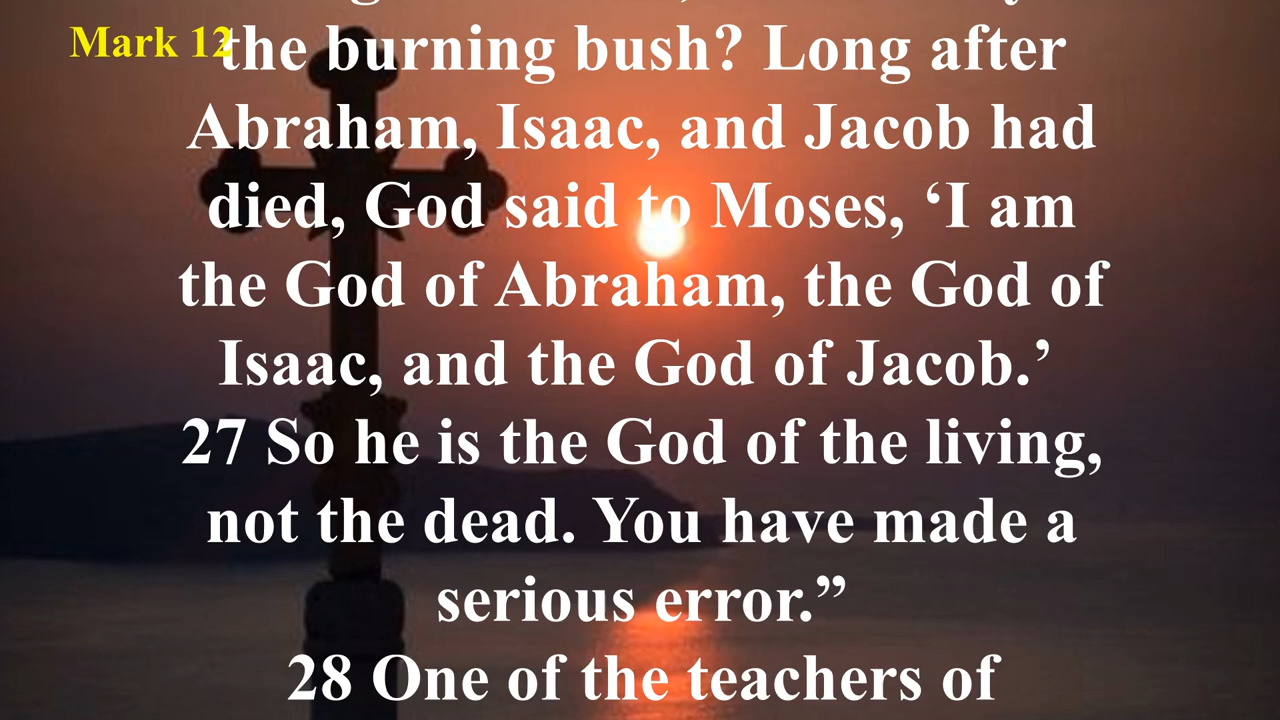 Mark 12
the burning bush? Long after
Abraham, Isaac, and Jacob had
died, God said to Moses, ‘I am
the God of Abraham, the God of
Isaac, and the God of Jacob.’
27 So he is the God of the living,
not the dead. You have made a
serious error.”
28 One of the teachers of